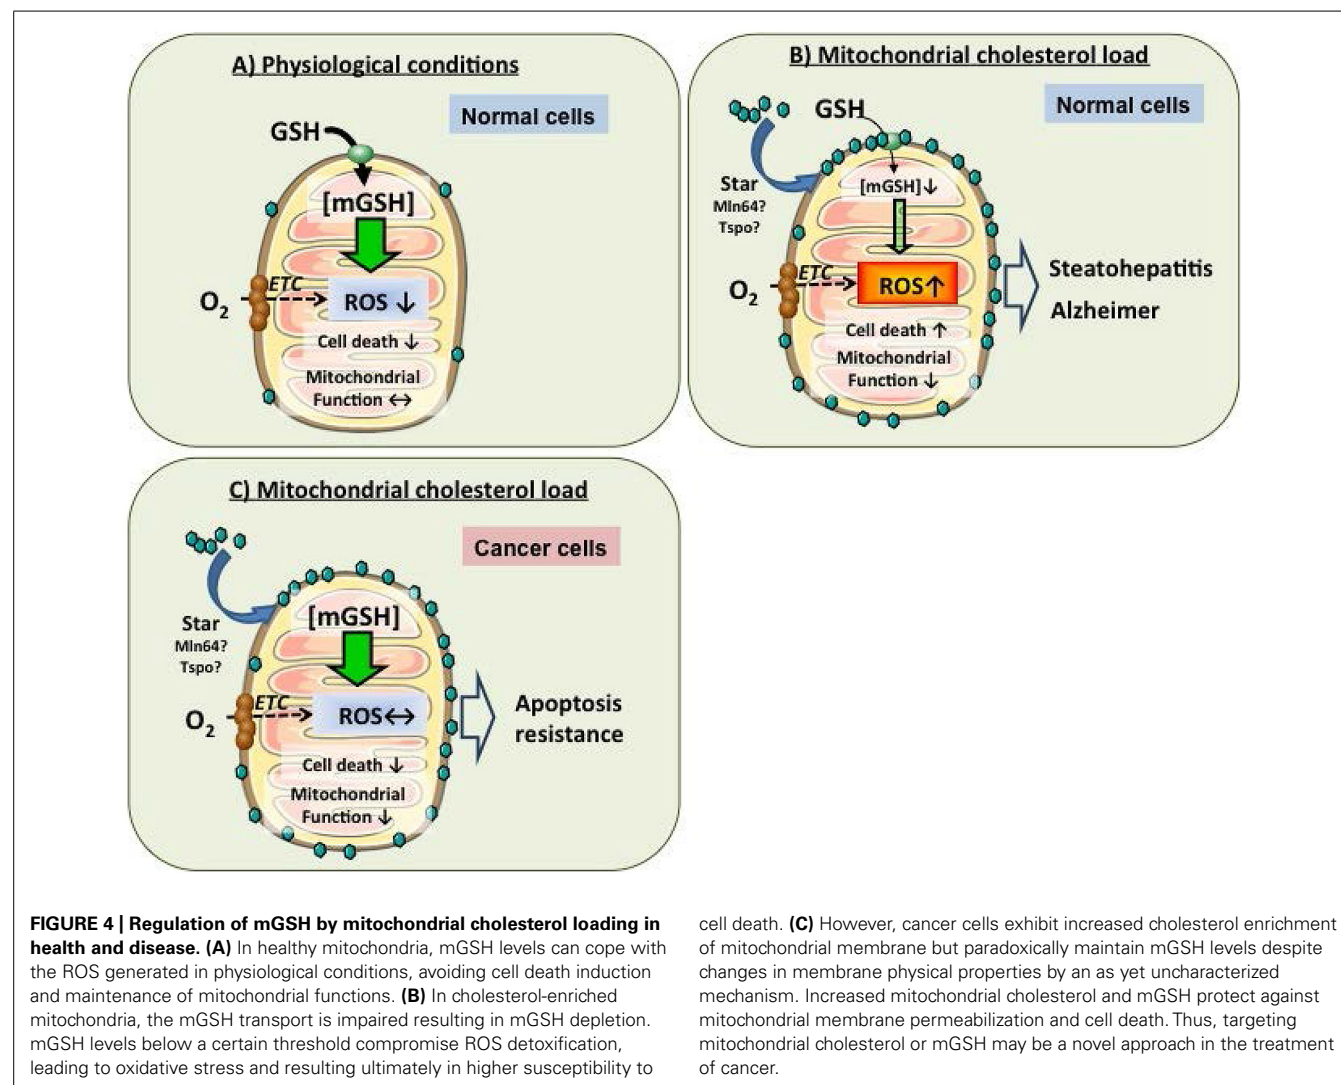 A) Physiological conditions
Normal cells
GSH
[mGSH]
ETC
O2
ROS ↓
Cell death ↓
Mitochondrial
Function ↔
B) Mitochondrial cholesterol load
Normal cells
GSH
Star
Mln64?
Tspo?
[mGSH]↓
ETC
O2
ROS↑
Cell death ↑
Mitochondrial
Function ↓
Steatohepatitis
Alzheimer
C) Mitochondrial cholesterol load
Cancer cells
Star
Mln64?
Tspo?
[mGSH]
ETC
O2
ROS↔
Cell death ↓
Mitochondrial
Function ↓
Apoptosis
resistance
FIGURE 4 | Regulation of mGSH by mitochondrial cholesterol loading in
health and disease. (A) In healthy mitochondria, mGSH levels can cope with
the ROS generated in physiological conditions, avoiding cell death induction
and maintenance of mitochondrial functions. (B) In cholesterol-enriched
mitochondria, the mGSH transport is impaired resulting in mGSH depletion.
mGSH levels below a certain threshold compromise ROS detoxification,
leading to oxidative stress and resulting ultimately in higher susceptibility to
cell death. (C) However, cancer cells exhibit increased cholesterol enrichment
of mitochondrial membrane but paradoxically maintain mGSH levels despite
changes in membrane physical properties by an as yet uncharacterized
mechanism. Increased mitochondrial cholesterol and mGSH protect against
mitochondrial membrane permeabilization and cell death. Thus, targeting
mitochondrial cholesterol or mGSH may be a novel approach in the treatment
of cancer.